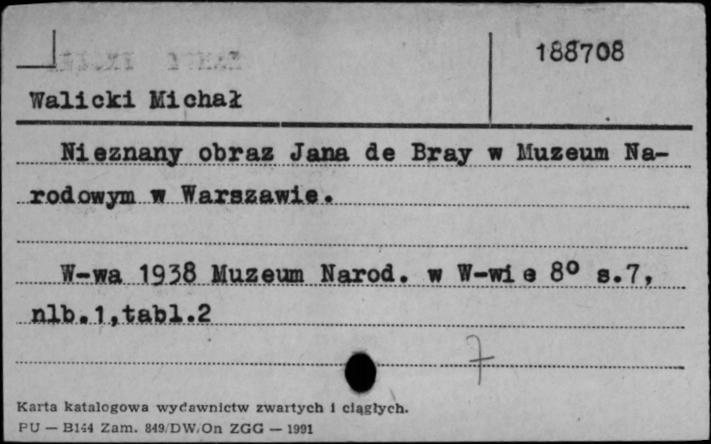 188708
Walicki Michał
Nieznany obraz Jana de Bray w Muzeum Na-
rodowym w Warszawie.
W-wa 1938 Muzeum Narod. w W-wie 8° s.7,
nlb.1,tabl.2
7
Karta katalogowa wydawnictw zwartych i ciągłych.
PU — B144 Zam. 849/DW/On ZGG — 1991